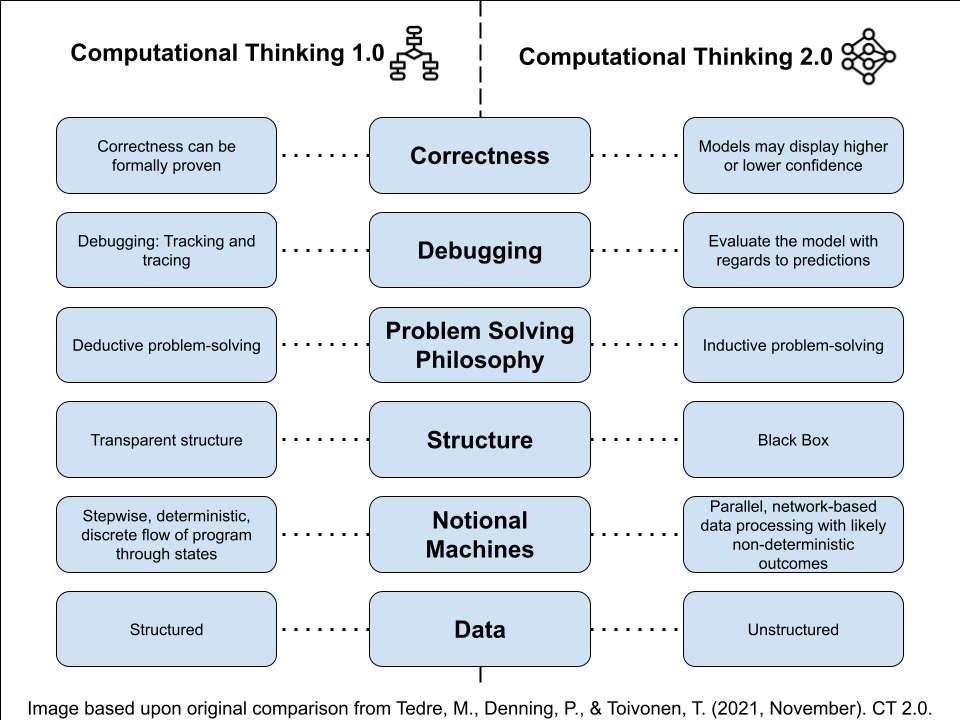 Computational Thinking 1.0
Computational Thinking 2.0
Correctness can be
formally proven
Correctness
Models may display higher
or lower confidence
Debugging: Tracking and
tracing
Debugging
Evaluate the model with
regards to predictions
Deductive problem-solving
Problem Solving
Philosophy
Inductive problem-solving
Transparent structure
Structure
Black Box
Stepwise, deterministic,
discrete flow of program
through states
Notional
Machines
Parallel, network-based
data processing with likely
non-deterministic
outcomes
Structured
Data
Unstructured
Image based upon original comparison from Tedre, M., Denning, P., & Toivonen, T. (2021, November). CT 2.0.